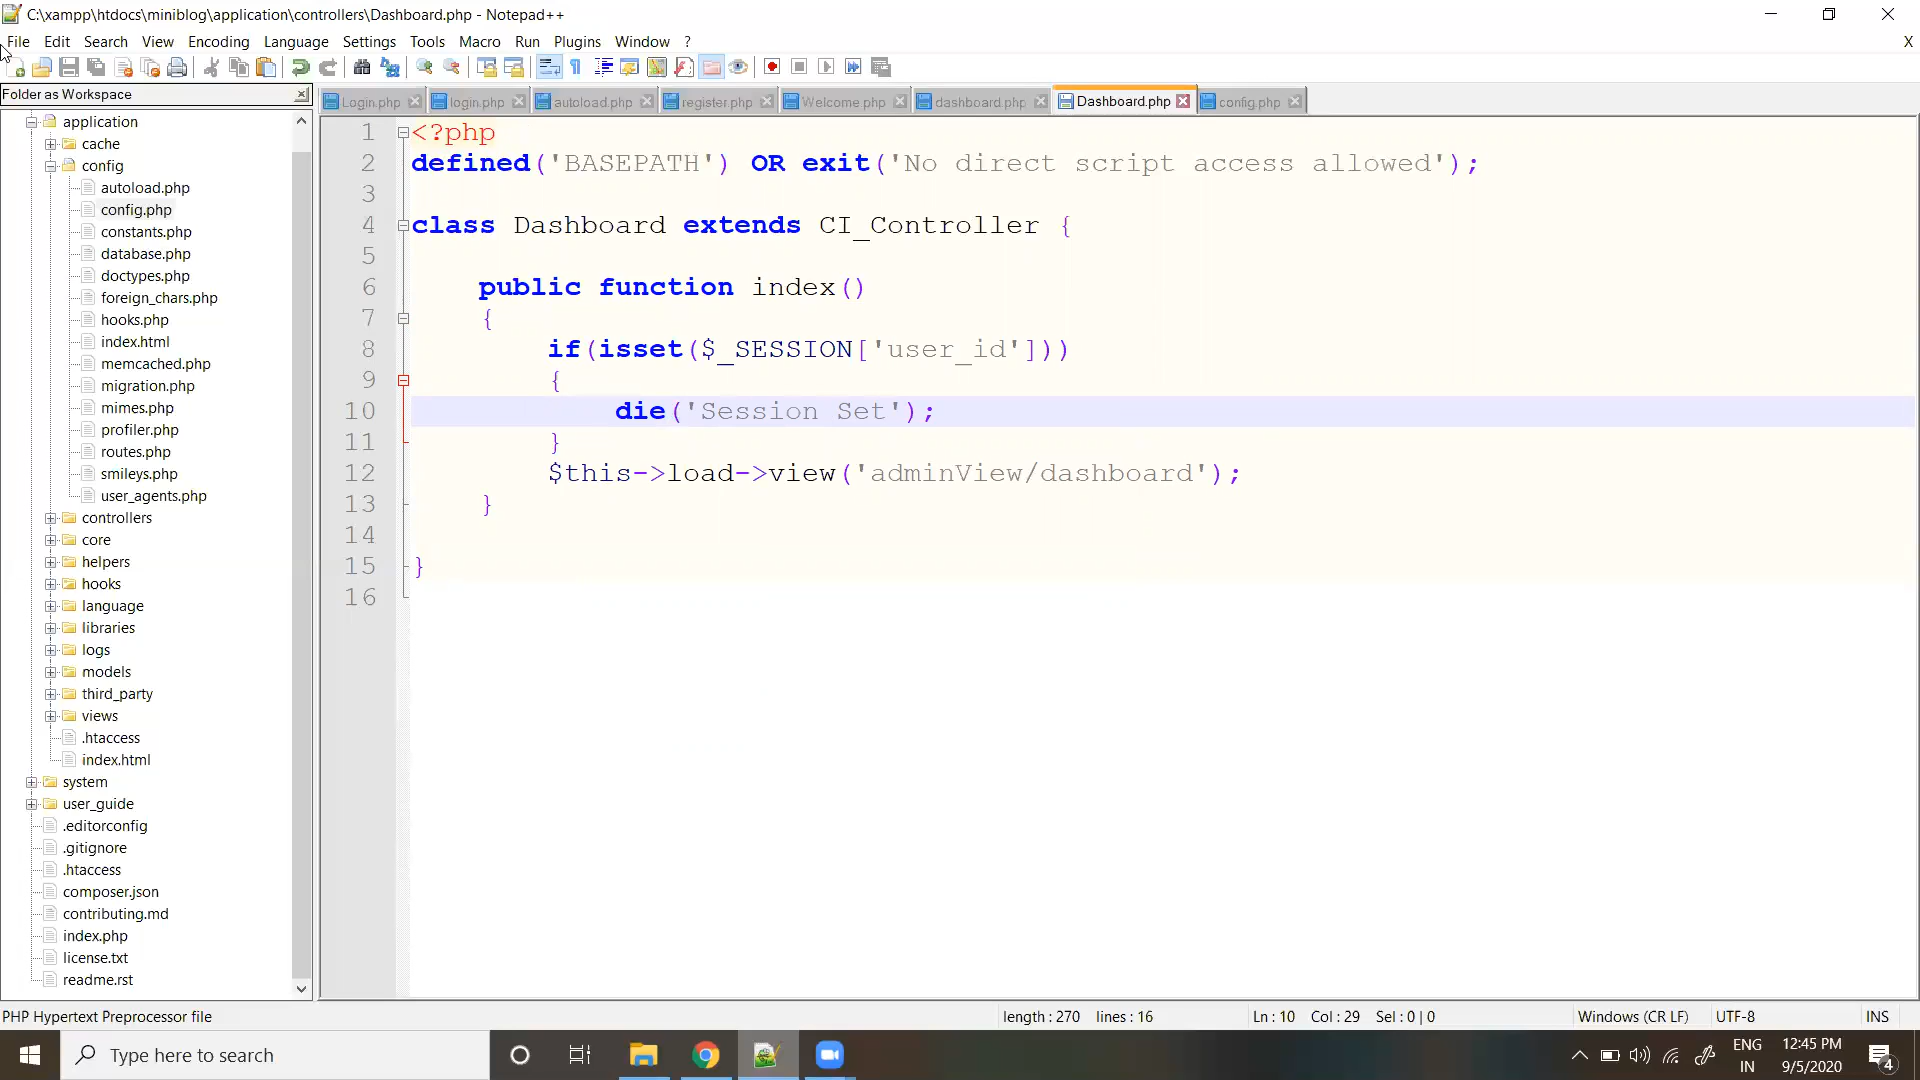 C:\xampp\htdocs\miniblog\application\controllers\Dashboard.php - Notepad++
File Edit Search View Encoding Language Settings Tools Macro Run Plugins Window ? X
Folder as Workspace
Login.php login.php autoload.php register.php Welcome.php dashboard.php Dashboard.php config.php
application
cache
config
autoload.php
config.php
constants.php
database.php
doctypes.php
foreign_chars.php
hooks.php
index.html
memcached.php
migration.php
mimes.php
profiler.php
routes.php
smileys.php
user_agents.php
controllers
core
helpers
hooks
language
libraries
logs
models
third_party
views
.htaccess
index.html
system
user_guide
.editorconfig
.gitignore
.htaccess
composer.json
contributing.md
index.php
license.txt
readme.rst
1 <?php
2 defined('BASEPATH') OR exit('No direct script access allowed');
3
4 class Dashboard extends CI_Controller {
5
6 public function index()
7 {
8 if(isset($_SESSION['user_id']))
9 {
10 die('Session Set');
11 }
12 $this->load->view('adminView/dashboard');
13 }
14
15 }
16
PHP Hypertext Preprocessor file length : 270 lines : 16 Ln : 10 Col : 29 Sel : 0 | 0 Windows (CR LF) UTF-8 INS
Type here to search
ENG
IN
12:45 PM
9/5/2020
4